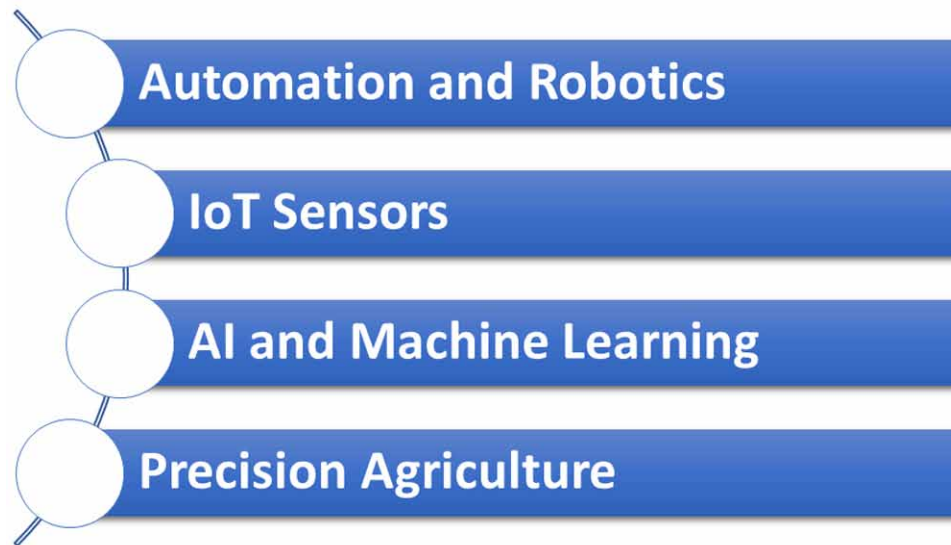 Automation and Robotics
IoT Sensors
AI and Machine Learning
Precision Agriculture